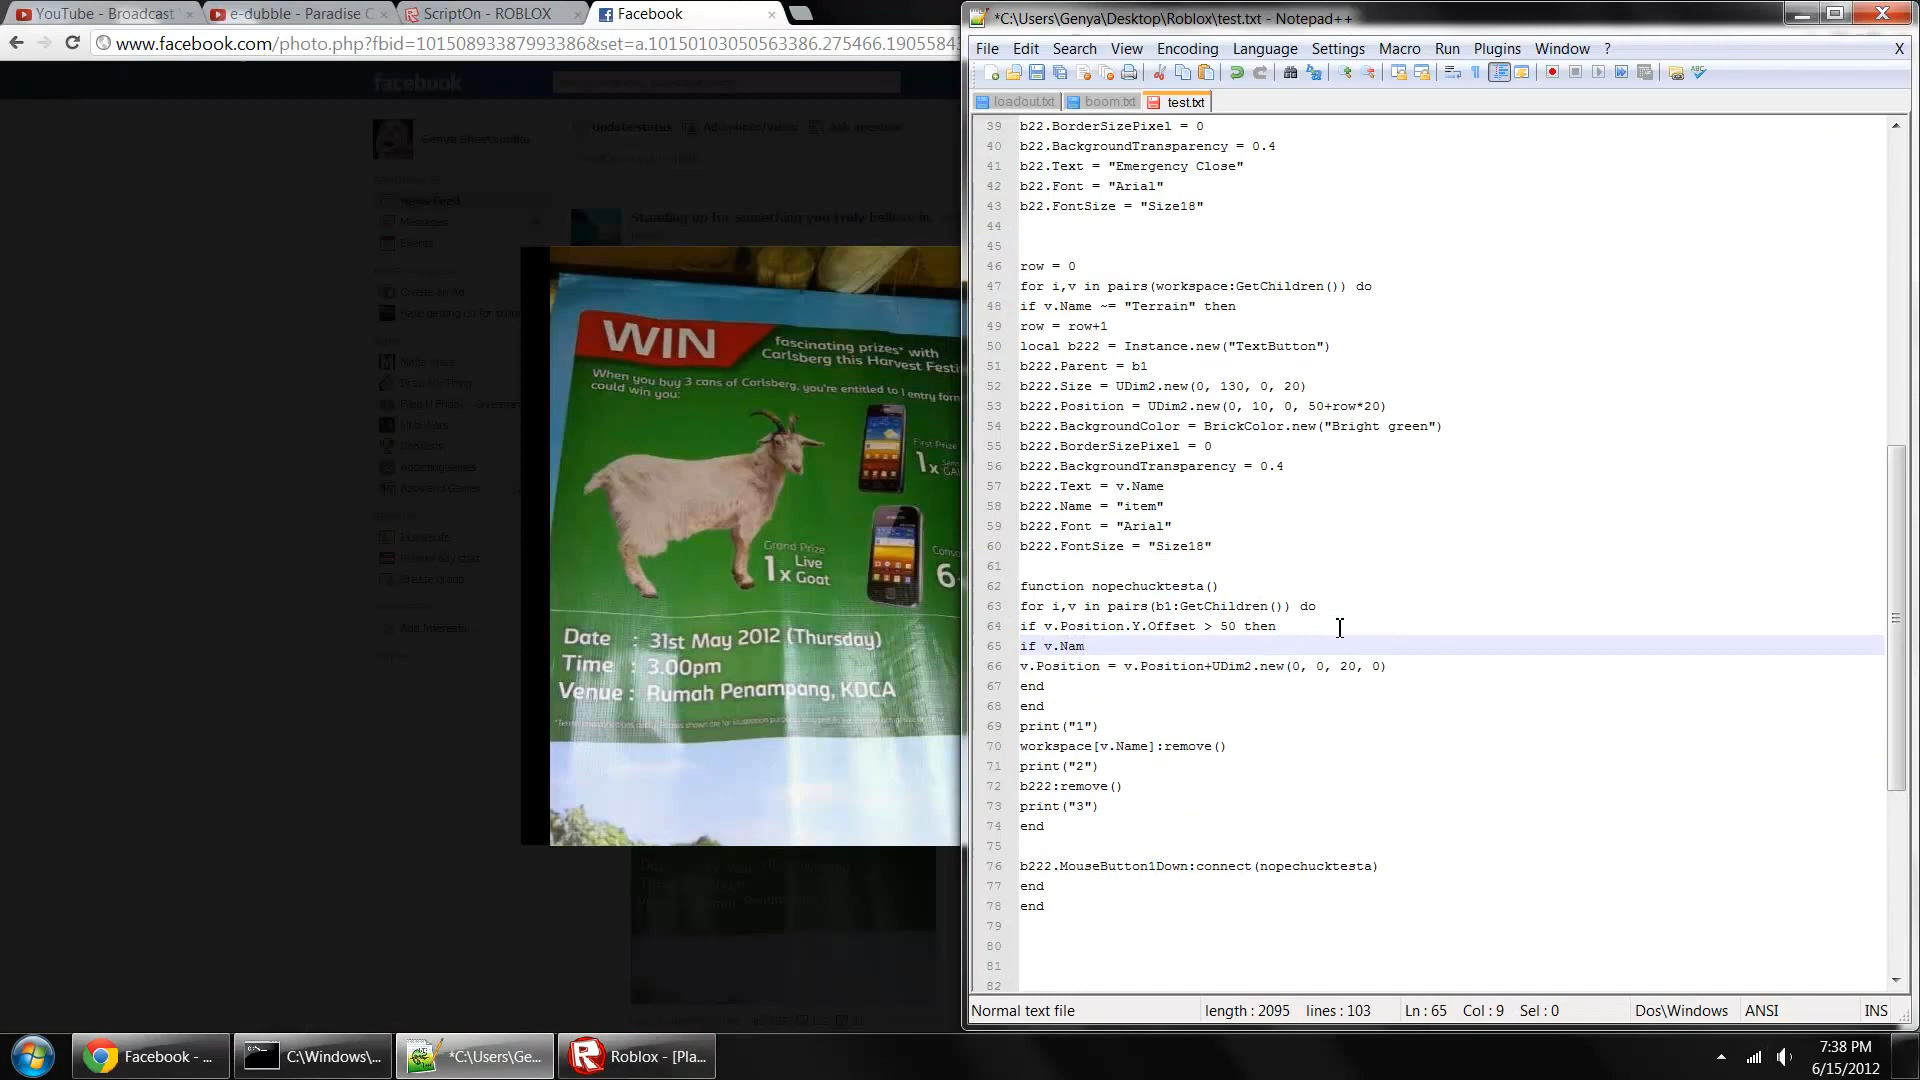 YouTube - Broadcast
e-dubble - Paradise C
ScriptOn - ROBLOX
Facebook
www.facebook.com/photo.php?fbid=10150893387993386&set=a.10150103050563386.275466.1905584
facebook
Update status
Standing up for something you truly believe in.
News Feed
Messages
Events
WIN
fascinating prizes* with
Carlsberg this Harvest Festi
When you buy 3 cans of Carlsberg, you're entitled to 1 entry form
could win you:
First Prize
1x
Grand Prize
1x Live Goat
6
Date : 31st May 2012 (Thursday)
Time : 3.00pm
Venue : Rumah Penampang, KDCA
*C:\Users\Genya\Desktop\Roblox\test.txt - Notepad++
File Edit Search View Encoding Language Settings Macro Run Plugins Window ? X
loadout.txt boom.txt test.txt
39 b22.BorderSizePixel = 0
40 b22.BackgroundTransparency = 0.4
41 b22.Text = "Emergency Close"
42 b22.Font = "Arial"
43 b22.FontSize = "Size18"
44
45
46 row = 0
47 for i,v in pairs(workspace:GetChildren()) do
48 if v.Name ~= "Terrain" then
49 row = row+1
50 local b222 = Instance.new("TextButton")
51 b222.Parent = b1
52 b222.Size = UDim2.new(0, 130, 0, 20)
53 b222.Position = UDim2.new(0, 10, 0, 50+row*20)
54 b222.BackgroundColor = BrickColor.new("Bright green")
55 b222.BorderSizePixel = 0
56 b222.BackgroundTransparency = 0.4
57 b222.Text = v.Name
58 b222.Name = "item"
59 b222.Font = "Arial"
60 b222.FontSize = "Size18"
61
62 function nopechucktesta()
63 for i,v in pairs(b1:GetChildren()) do
64 if v.Position.Y.Offset > 50 then
65 if v.Nam
66 v.Position = v.Position+UDim2.new(0, 0, 20, 0)
67 end
68 end
69 print("1")
70 workspace[v.Name]:remove()
71 print("2")
72 b222:remove()
73 print("3")
74 end
75
76 b222.MouseButton1Down:connect(nopechucktesta)
77 end
78 end
79
80
81
82
Normal text file length : 2095 lines : 103 Ln : 65 Col : 9 Sel : 0 Dos\Windows ANSI INS
Facebook - ...
C:\Windows\...
*C:\Users\Ge...
Roblox - [Pla...
7:38 PM
6/15/2012